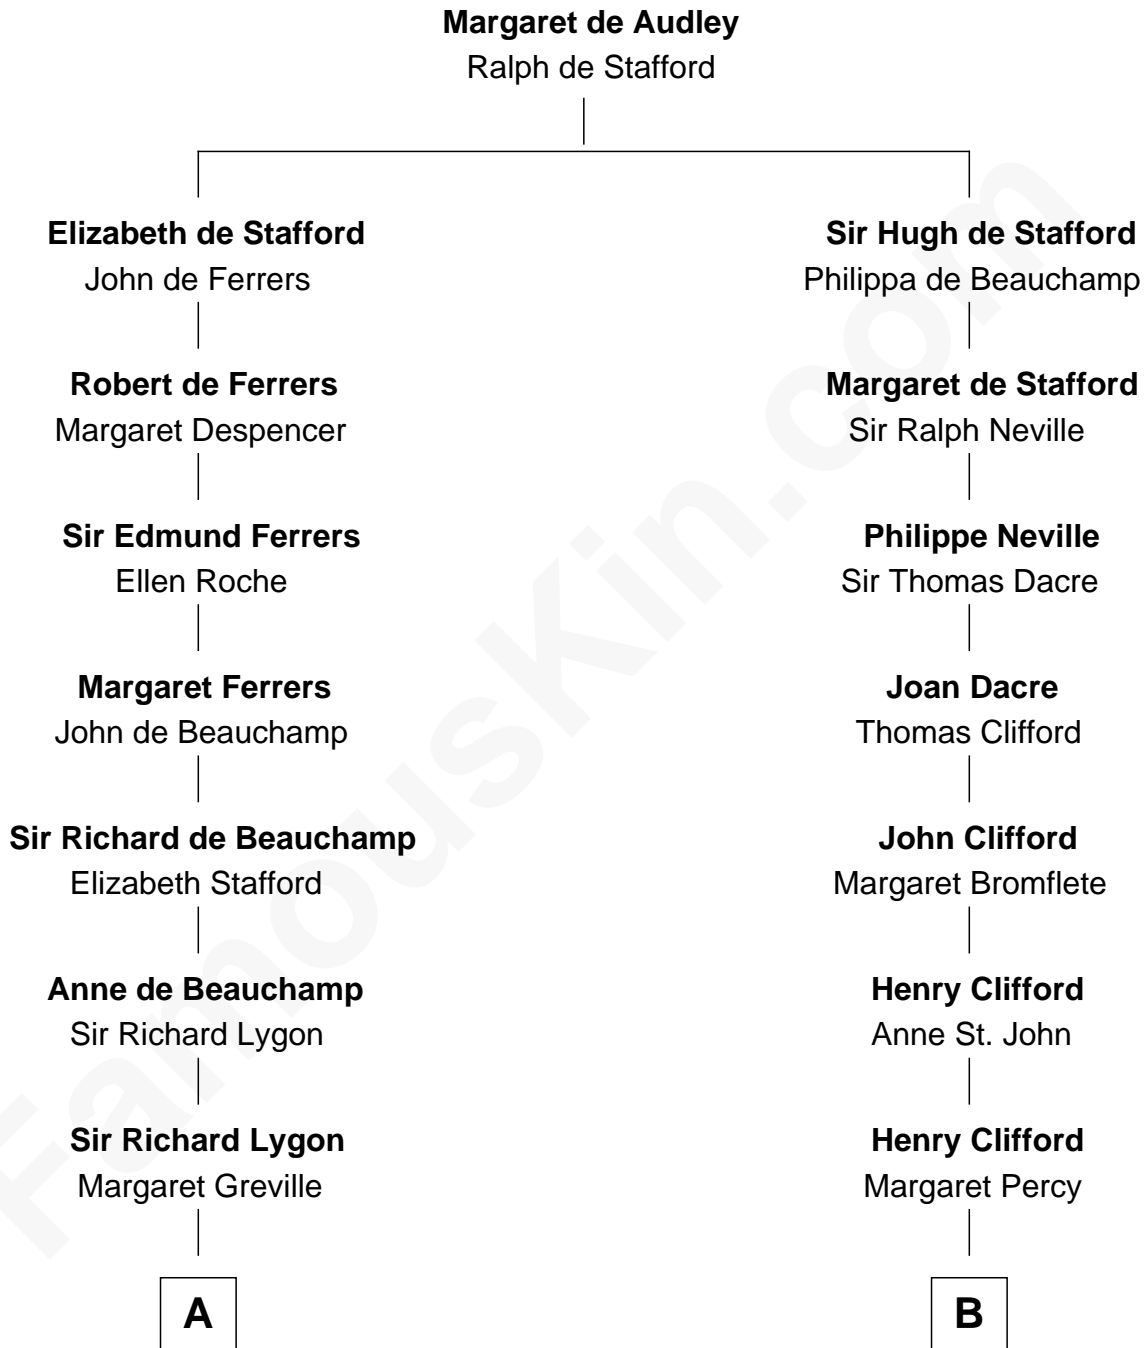 Margaret de Audley
Ralph de Stafford
Elizabeth de Stafford
John de Ferrers
Robert de Ferrers
Margaret Despencer
Sir Edmund Ferrers
Ellen Roche
Margaret Ferrers
John de Beauchamp
Sir Richard de Beauchamp
Elizabeth Stafford
Anne de Beauchamp
Sir Richard Lygon
Sir Richard Lygon
Margaret Greville
A
Sir Hugh de Stafford
Philippa de Beauchamp
Margaret de Stafford
Sir Ralph Neville
Philippe Neville
Sir Thomas Dacre
Joan Dacre
Thomas Clifford
John Clifford
Margaret Bromflete
Henry Clifford
Anne St. John
Henry Clifford
Margaret Percy
B
FamousKin.com